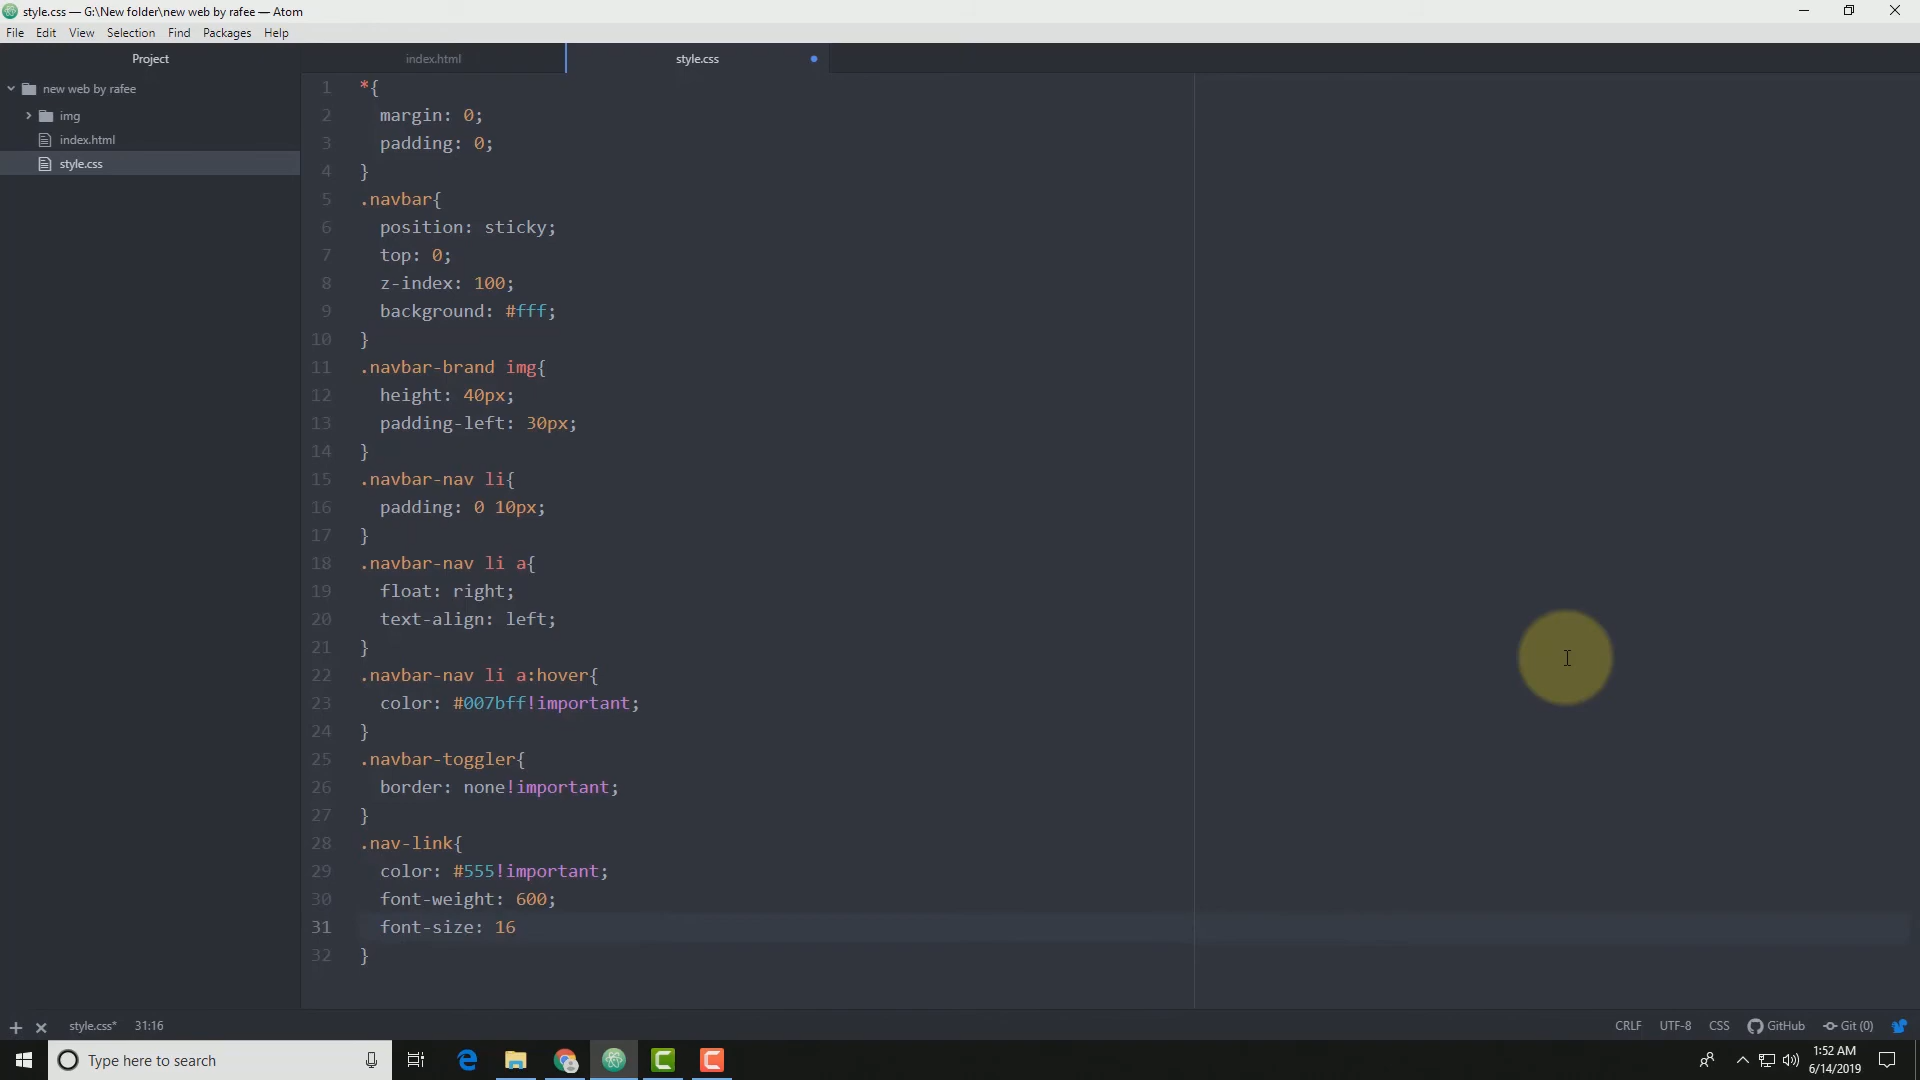 style.css — G:\New folder\new web by rafee — Atom
File Edit View Selection Find Packages Help
Project
index.html
style.css
new web by rafee
img
index.html
style.css
1 *{
2 margin: 0;
3 padding: 0;
4 }
5 .navbar{
6 position: sticky;
7 top: 0;
8 z-index: 100;
9 background: #fff;
10 }
11 .navbar-brand img{
12 height: 40px;
13 padding-left: 30px;
14 }
15 .navbar-nav li{
16 padding: 0 10px;
17 }
18 .navbar-nav li a{
19 float: right;
20 text-align: left;
21 }
22 .navbar-nav li a:hover{
23 color: #007bff!important;
24 }
25 .navbar-toggler{
26 border: none!important;
27 }
28 .nav-link{
29 color: #555!important;
30 font-weight: 600;
31 font-size: 16
32 }
style.css* 31:16
CRLF UTF-8 CSS GitHub Git (0)
Type here to search
1:52 AM
6/14/2019